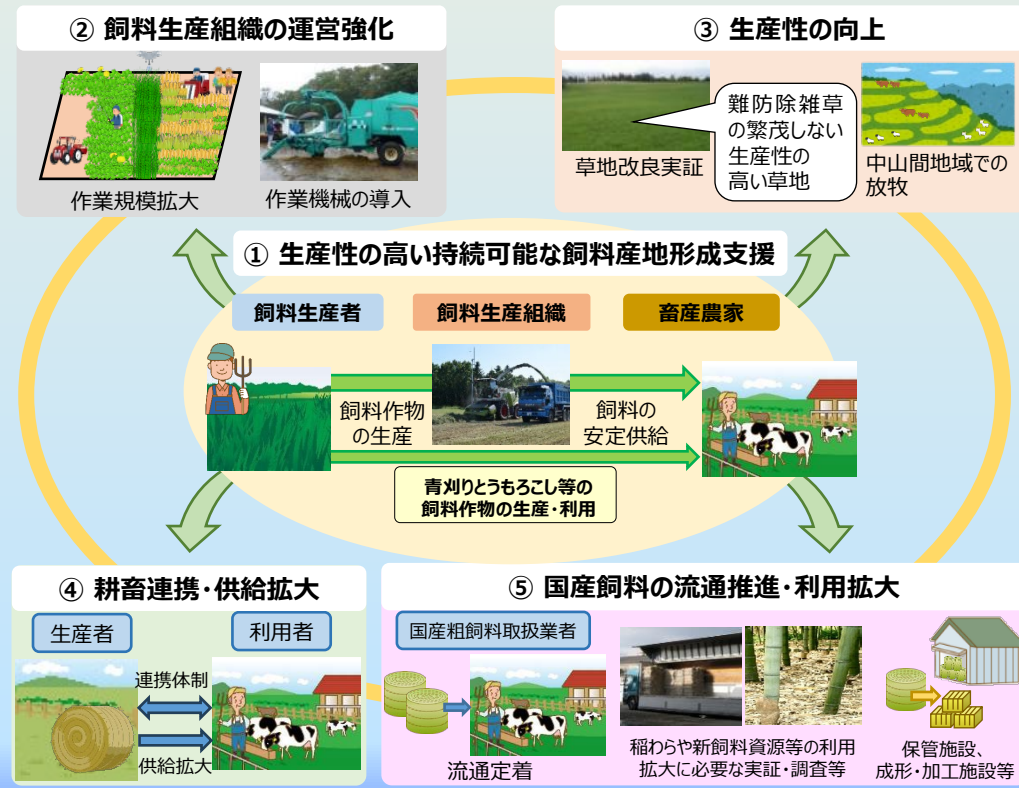 ② 飼料生産組織の運営強化
作業規模拡大
作業機械の導入
③ 生産性の向上
草地改良実証
難防除雑草
の繁茂しない
生産性の
高い草地
中山間地域での
放牧
① 生産性の高い持続可能な飼料産地形成支援
飼料生産者
飼料生産組織
畜産農家
飼料作物
の生産
飼料の
安定供給
青刈りとうもろこし等の
飼料作物の生産・利用
④ 耕畜連携・供給拡大
生産者
利用者
連携体制
供給拡大
⑤ 国産飼料の流通推進・利用拡大
国産粗飼料取扱業者
流通定着
稲わらや新飼料資源等の利用
拡大に必要な実証・調査等
保管施設、
成形・加工施設等